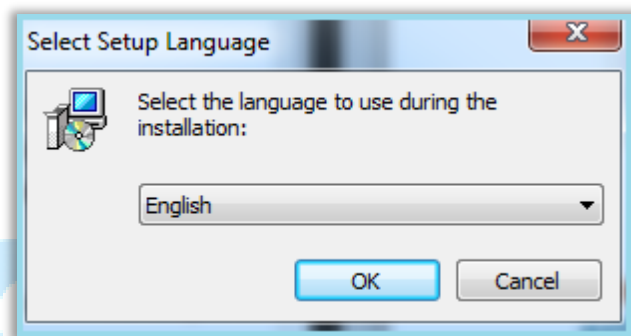 Select Setup Language
Select the language to use during the
installation:
English
OK
Cancel